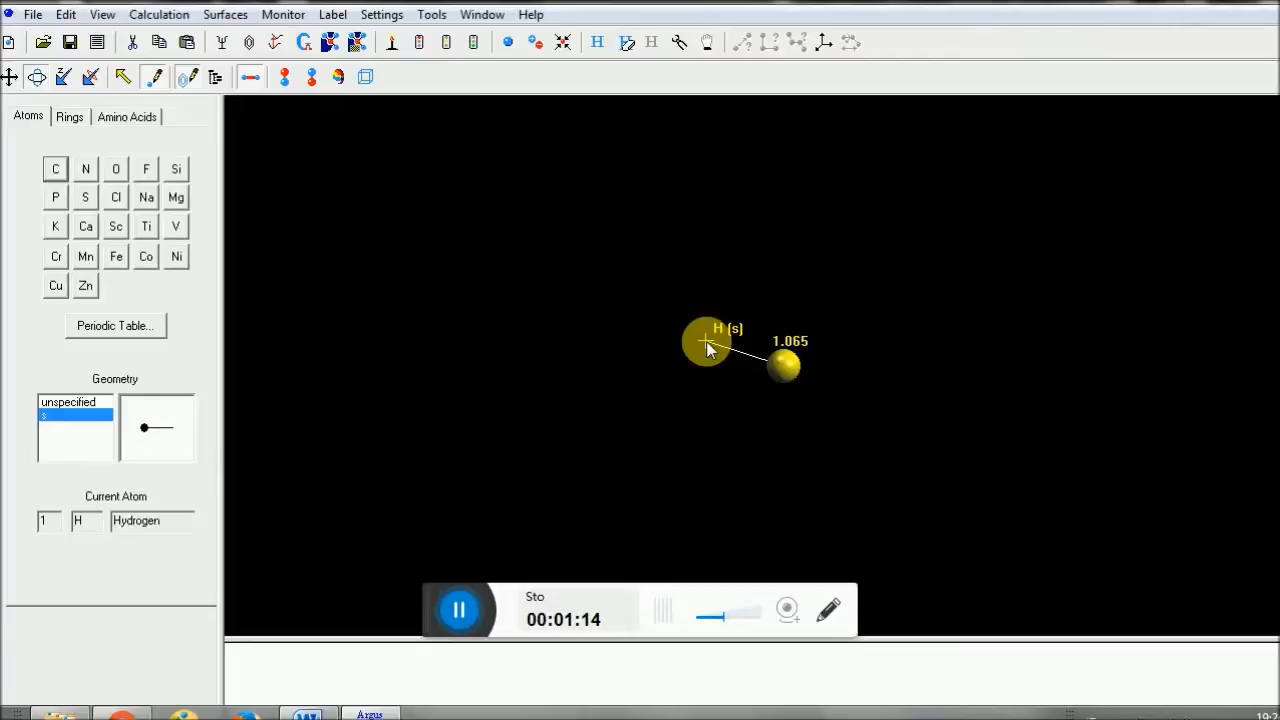 File Edit View Calculation Surfaces Monitor Label Settings Tools Window Help
H H
Atoms Rings Amino Acids
C N O F Si
P S Cl Na Mg
K Ca Sc Ti V
Cr Mn Fe Co Ni
Cu Zn
Periodic Table...
Geometry
unspecified
s
Current Atom
1 H Hydrogen
H (s)
1.065
Sto
00:01:14
W Argus